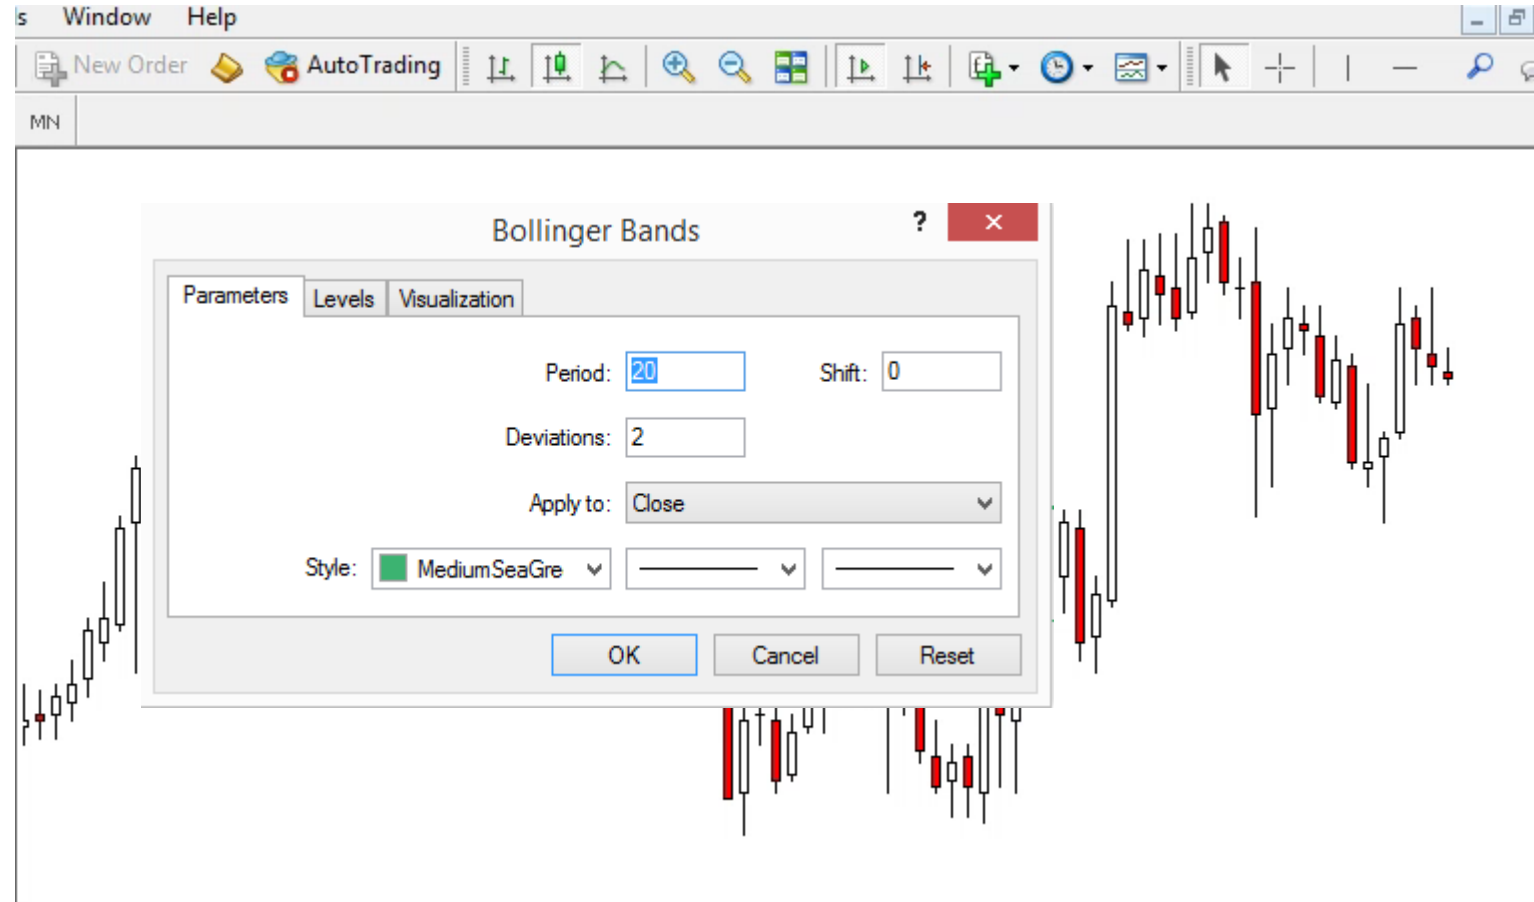 s Window Help
New Order AutoTrading
MN
Bollinger Bands ?
Parameters Levels Visualization
Period: 20 Shift: 0
Deviations: 2
Apply to: Close
Style: MediumSeaGre
OK Cancel Reset